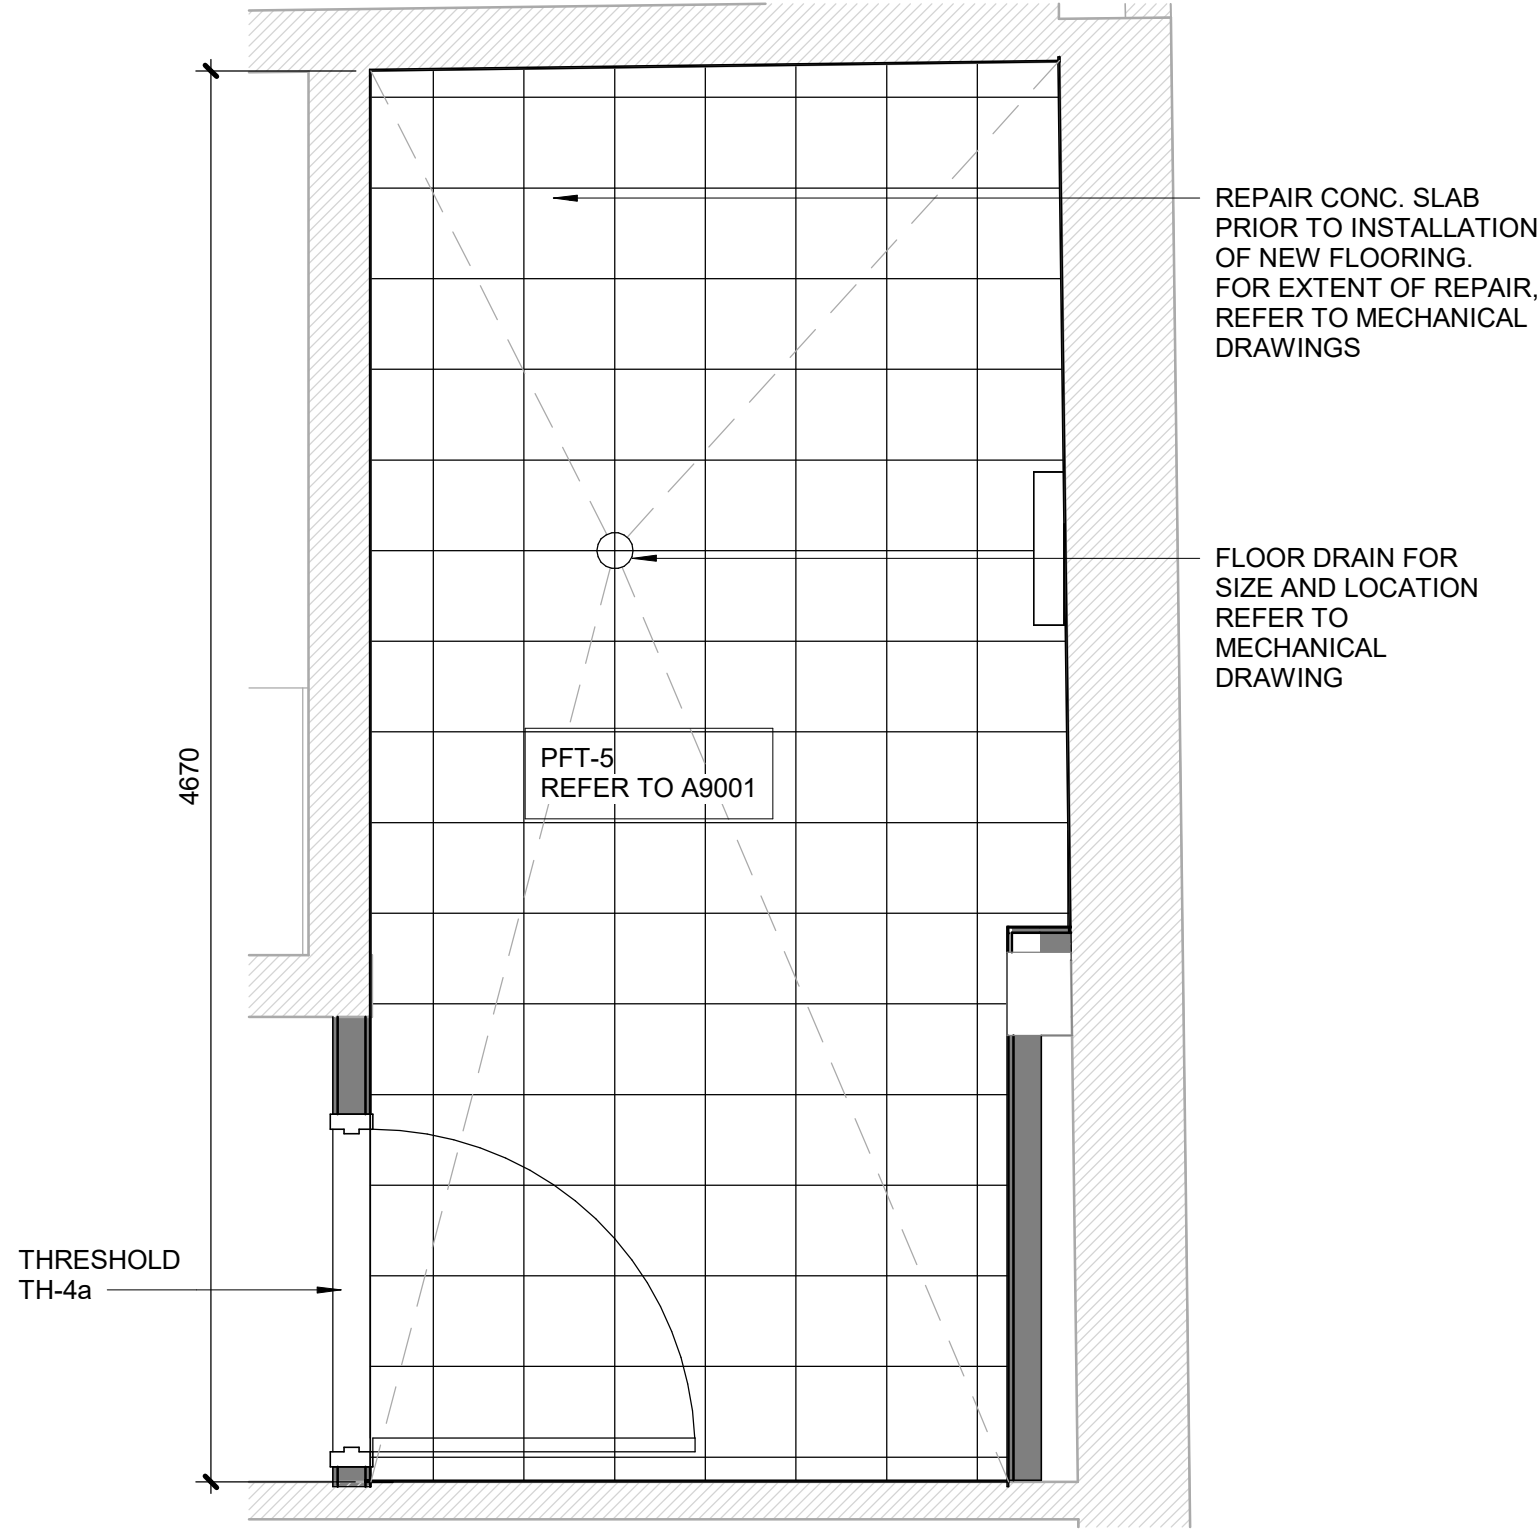 REPAIR CONC. SLAB
PRIOR TO INSTALLATION
OF NEW FLOORING.
FOR EXTENT OF REPAIR,
REFER TO MECHANICAL
DRAWINGS
FLOOR DRAIN FOR
SIZE AND LOCATION
REFER TO
MECHANICAL
DRAWING
4670
PFT-5
REFER TO A9001
THRESHOLD
TH-4a